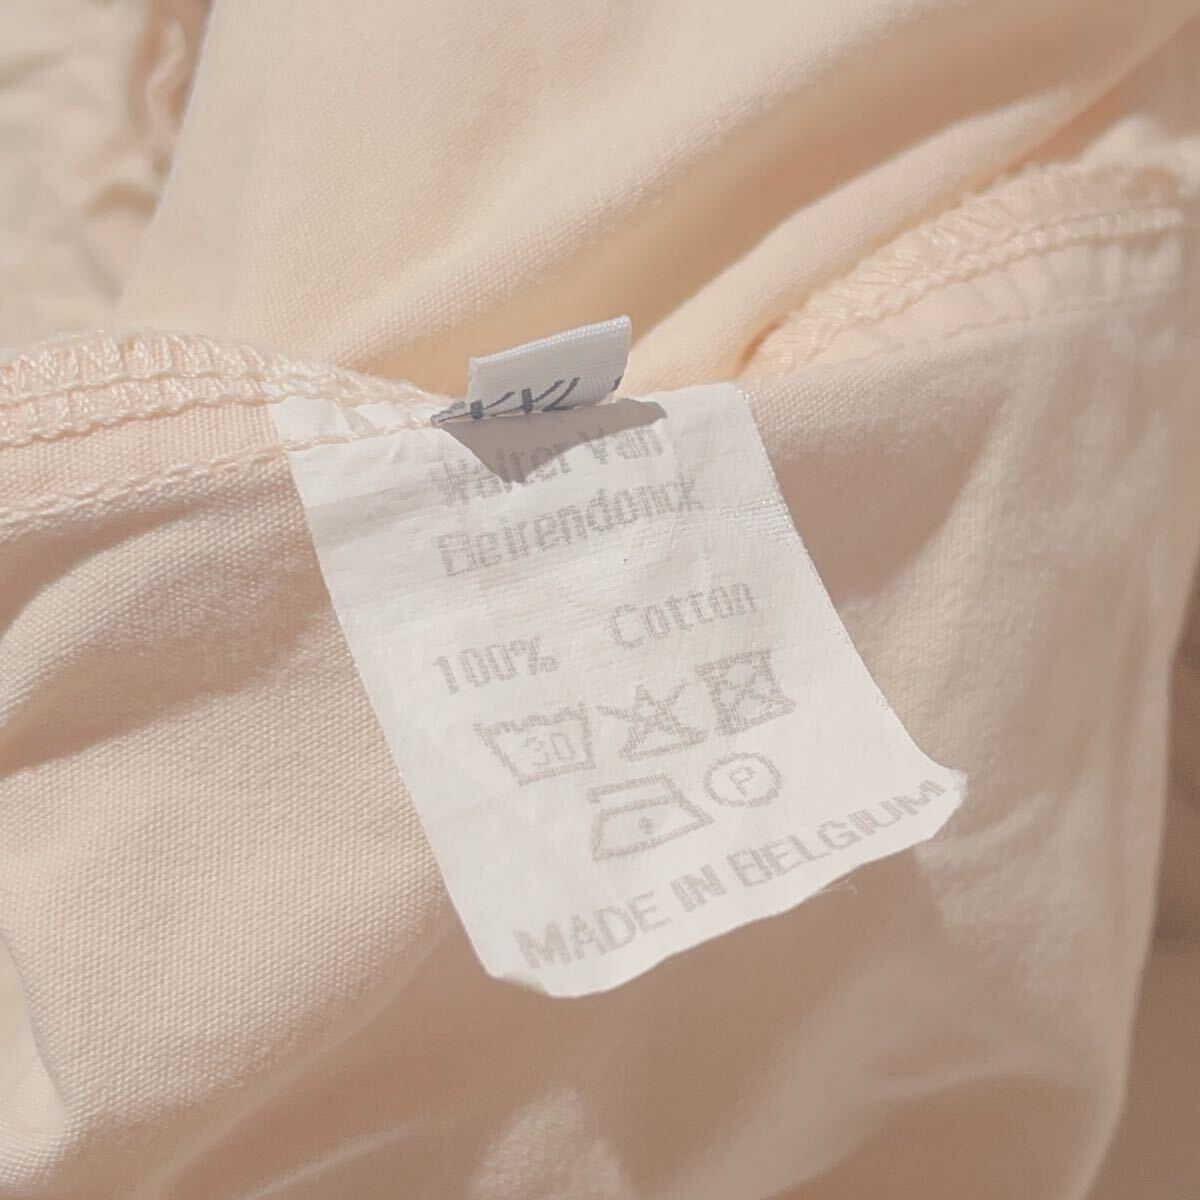 Walter Van
Beirendonck
100% Cotton
30
P
MADE IN BELGIUM